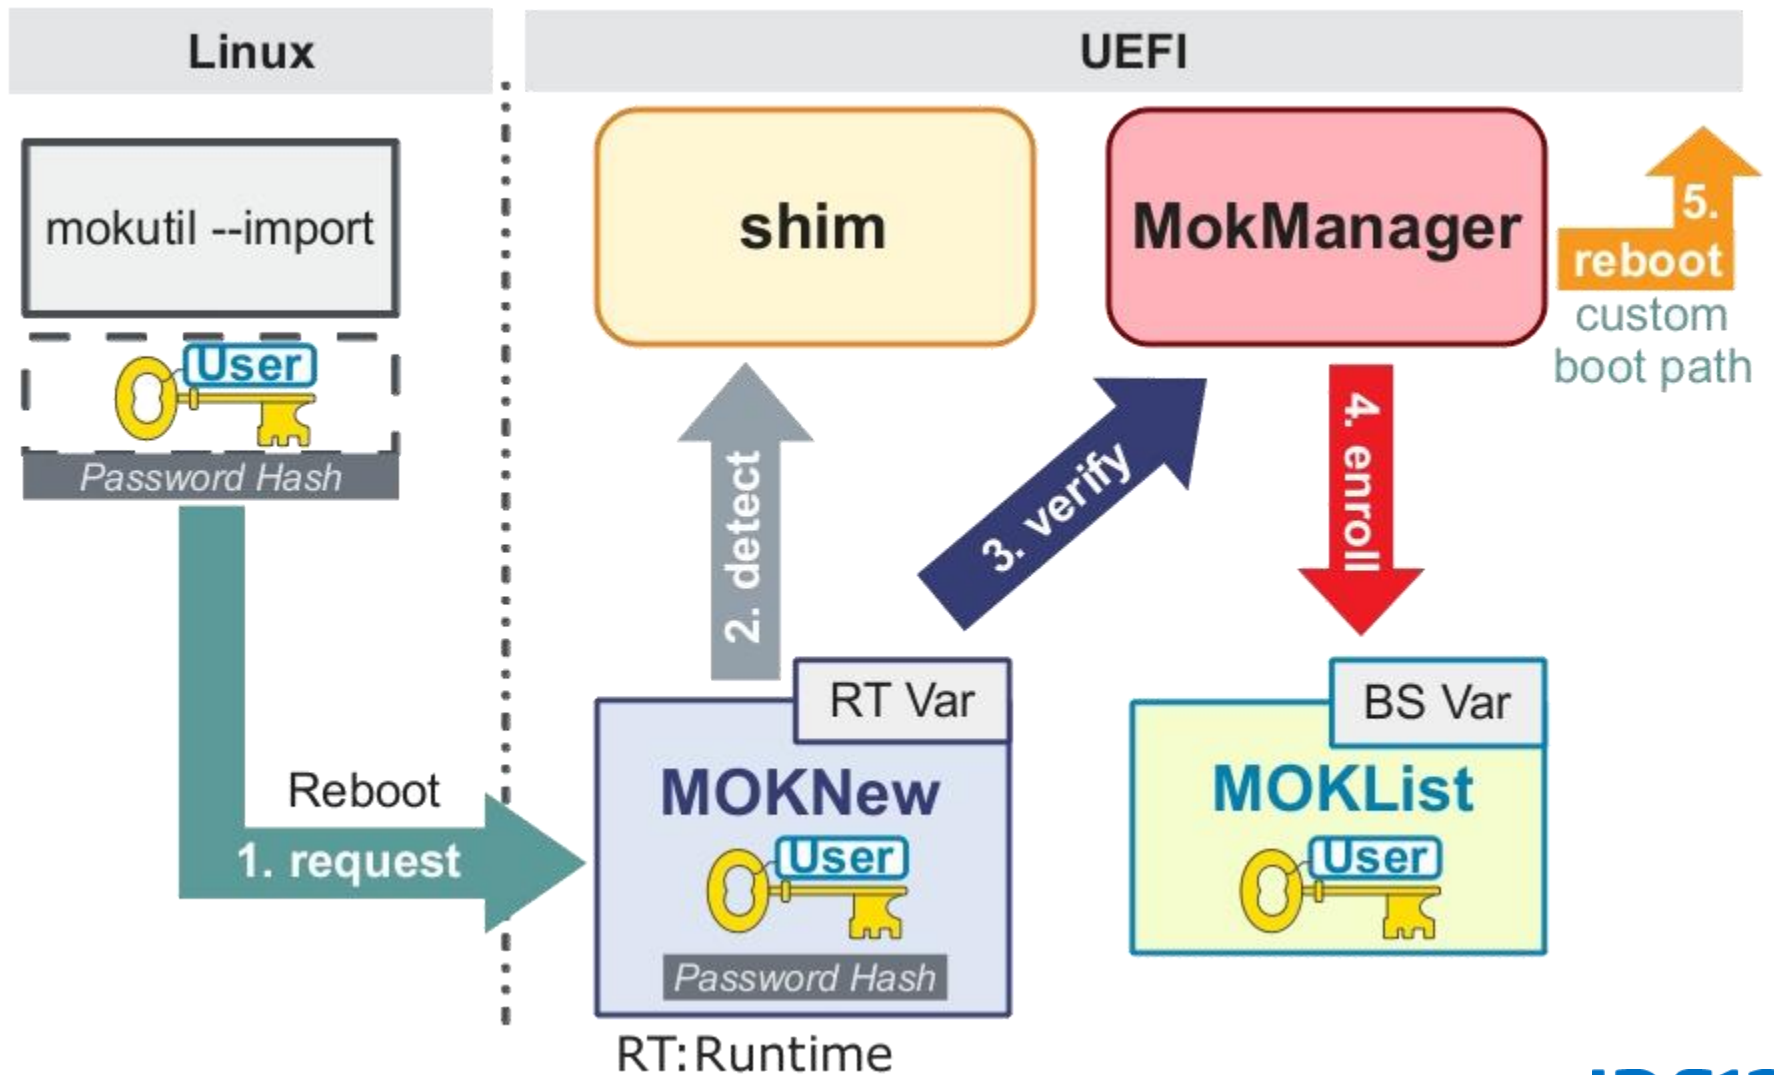 Linux
UEFI
mokutil --import
User
Password Hash
Reboot
1. request
shim
MokManager
5.
reboot
custom
boot path
2. detect
3. verify
4. enroll
RT Var
MOKNew
User
Password Hash
RT:Runtime
BS Var
MOKList
User